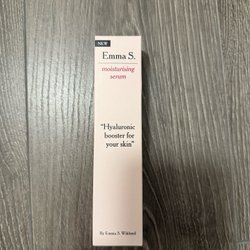 NEW
Emma S.
moisturising
serum
"Hyaluronic
booster for
your skin"
By Emma S. Wiklund